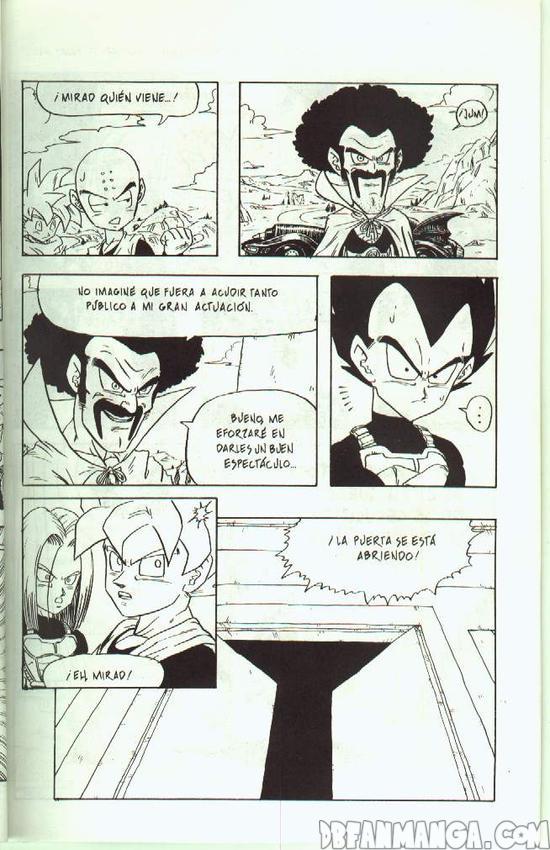 ¡MIRAD QUIÉN VIENE...!
¡JUM!
NO IMAGINÉ QUE FUERA A ACUDIR TANTO
PÚBLICO A MI GRAN ACTUACIÓN.
BUENO, ME
EFORZARÉ EN
DARLES UN BUEN
ESPECTÁCULO...
...
¡EH, MIRAD!
¡LA PUERTA SE ESTÁ
ABRIENDO!
DBFANMANGA.COM